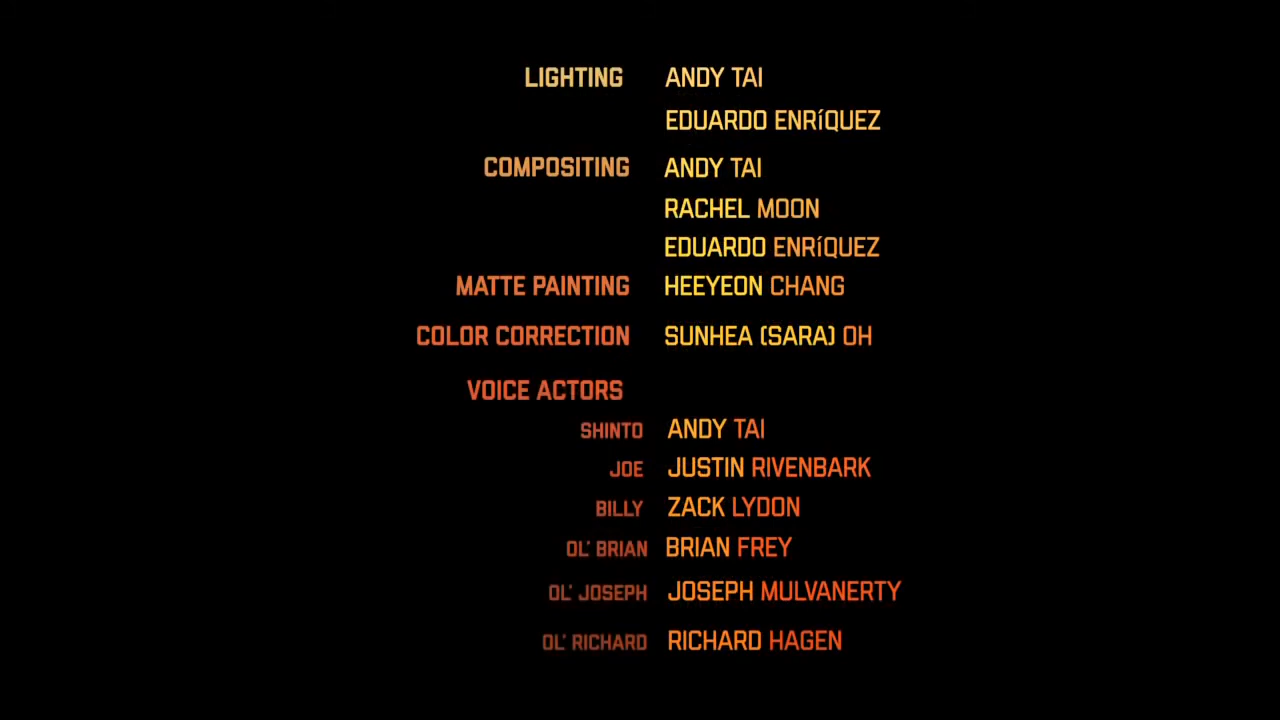 LIGHTING ANDY TAI
EDUARDO ENRíQUEZ
COMPOSITING ANDY TAI
RACHEL MOON
EDUARDO ENRíQUEZ
MATTE PAINTING HEEYEON CHANG
COLOR CORRECTION SUNHEA (SARA) OH
VOICE ACTORS
SHINTO ANDY TAI
JOE JUSTIN RIVENBARK
BILLY ZACK LYDON
OL' BRIAN BRIAN FREY
OL' JOSEPH JOSEPH MULVANERTY
OL' RICHARD RICHARD HAGEN